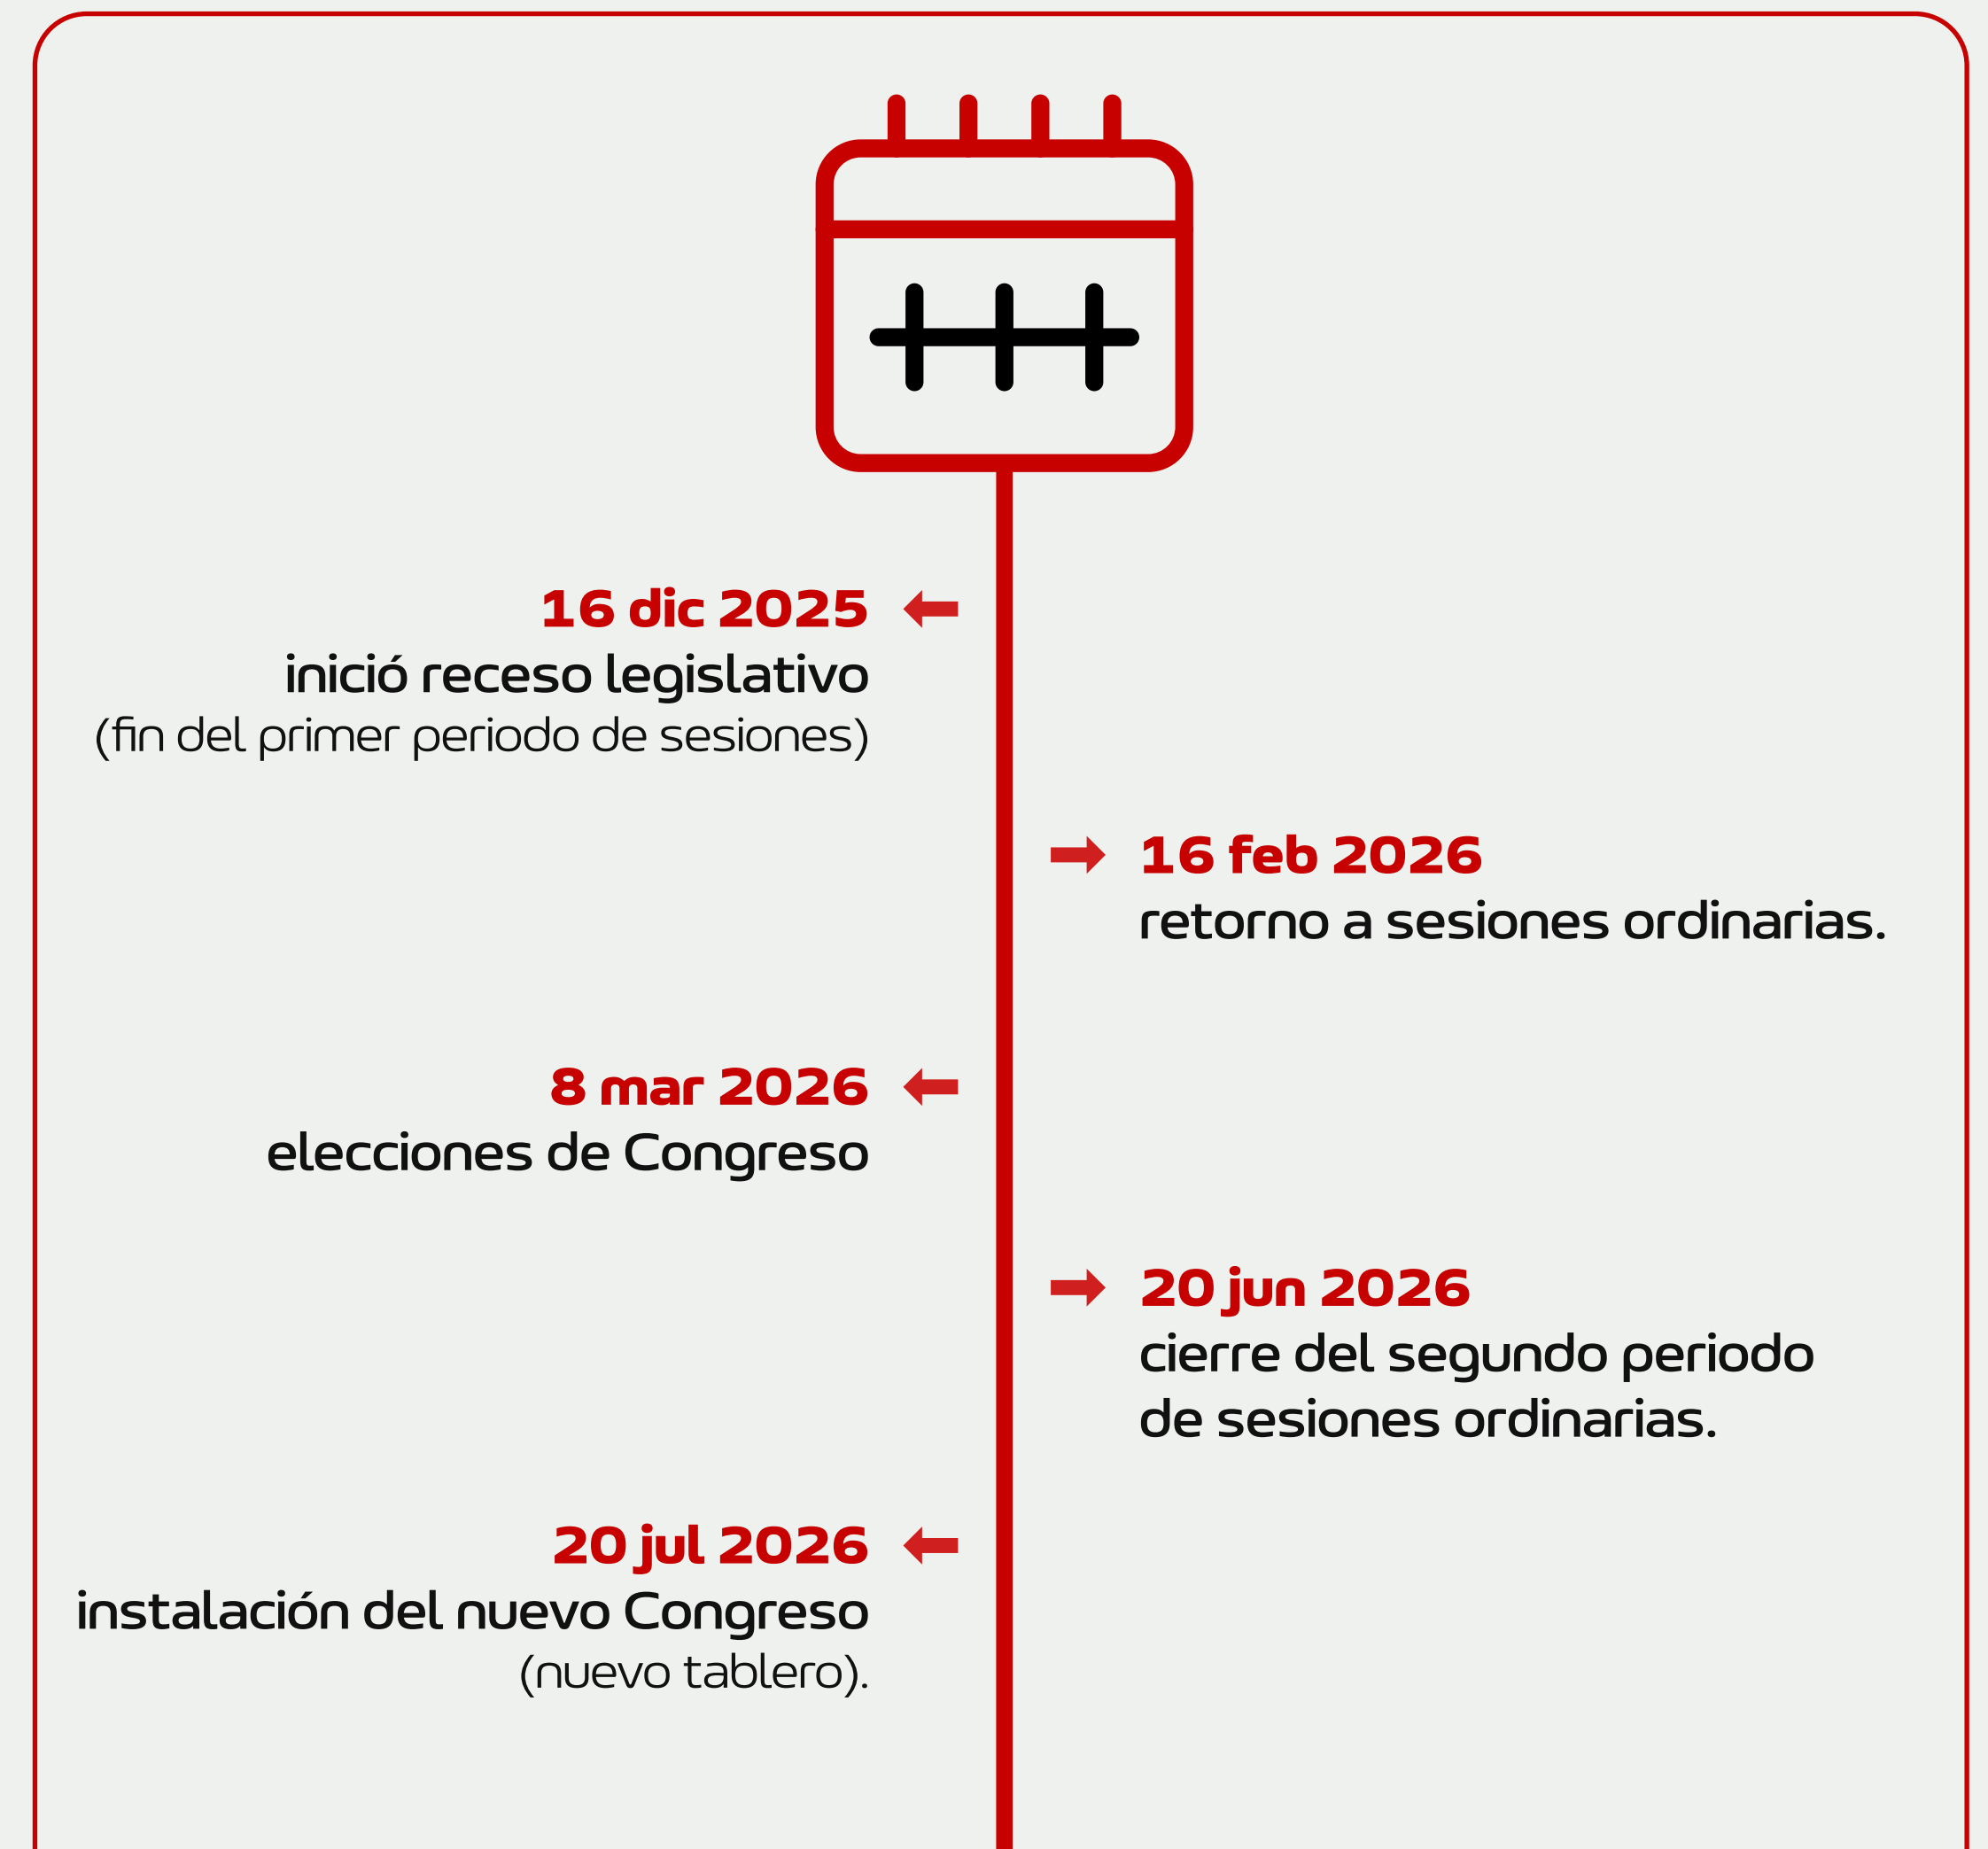 16 dic 2025
inició receso legislativo
(fin del primer periodo de sesiones)
16 feb 2026
retorno a sesiones ordinarias.
8 mar 2026
elecciones de Congreso
20 jun 2026
cierre del segundo periodo
de sesiones ordinarias.
20 jul 2026
instalación del nuevo Congreso
(nuevo tablero).